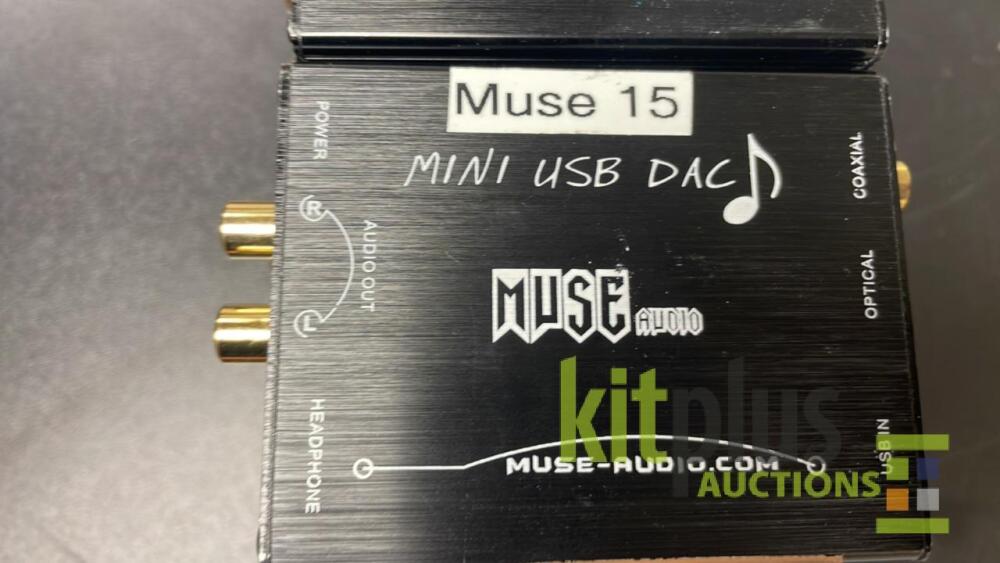 Muse 15
MINI USB DAC
POWER
R
AUDIO OUT
L
HEADPHONE
COAXIAL
OPTICAL
USB IN
MUSE AUDIO
MUSE-AUDIO.COM
kitplus
AUCTIONS